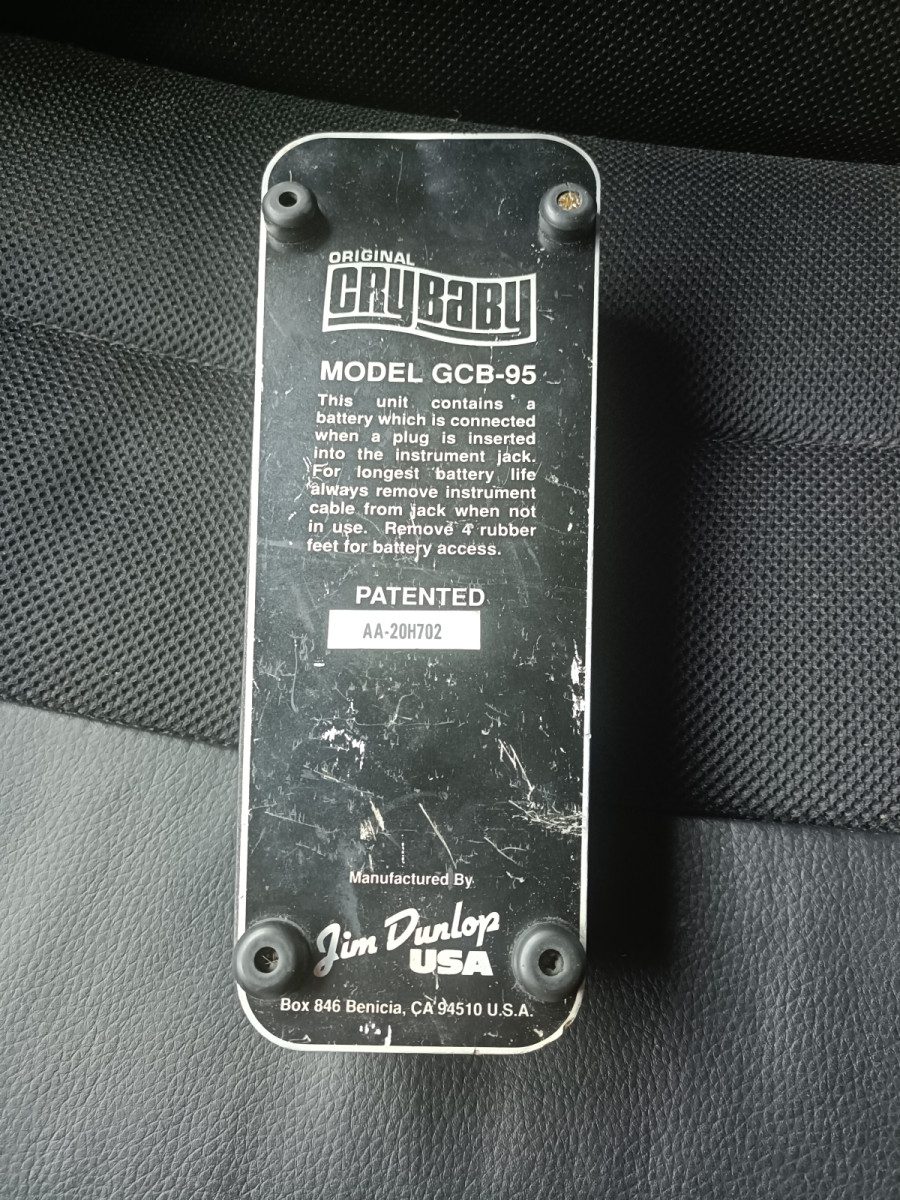 ORIGINAL
CRYBABY
MODEL GCB-95
This unit contains a
battery which is connected
when a plug is inserted
into the instrument jack.
For longest battery life
always remove instrument
cable from jack when not
in use. Remove 4 rubber
feet for battery access.
PATENTED
AA-20H702
Manufactured By
Jim Dunlop
USA
Box 846 Benicia, CA 94510 U.S.A.